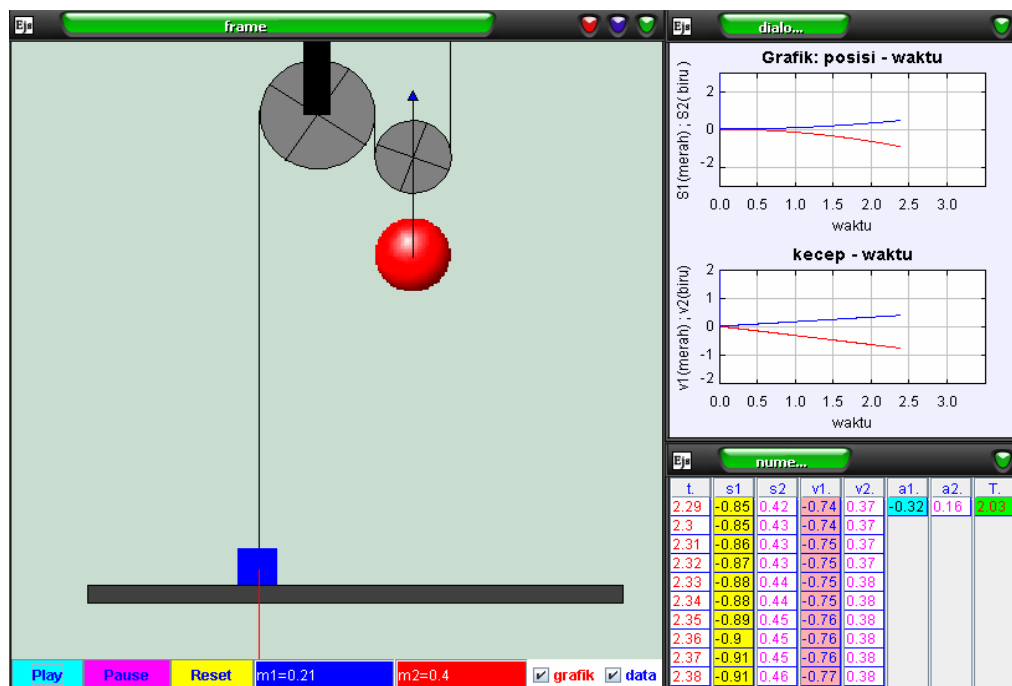 Ejs frame
Play Pause Reset m1=0.21 m2=0.4 grafik data
Ejs dialo...
Grafik: posisi - waktu
S1(merah) ; S2( biru )
2
0
-2
0.0 0.5 1.0 1.5 2.0 2.5 3.0
waktu
kecep - waktu
v1(merah) ; v2(biru)
2
1
0
-1
-2
0.0 0.5 1.0 1.5 2.0 2.5 3.0
waktu
Ejs nume...
t. s1 s2 v1. v2. a1. a2. T.
2.29 -0.85 0.42 -0.74 0.37 -0.32 0.16 2.03
2.3 -0.85 0.43 -0.74 0.37
2.31 -0.86 0.43 -0.75 0.37
2.32 -0.87 0.43 -0.75 0.37
2.33 -0.88 0.44 -0.75 0.38
2.34 -0.88 0.44 -0.75 0.38
2.35 -0.89 0.45 -0.76 0.38
2.36 -0.9 0.45 -0.76 0.38
2.37 -0.91 0.45 -0.76 0.38
2.38 -0.91 0.46 -0.77 0.38